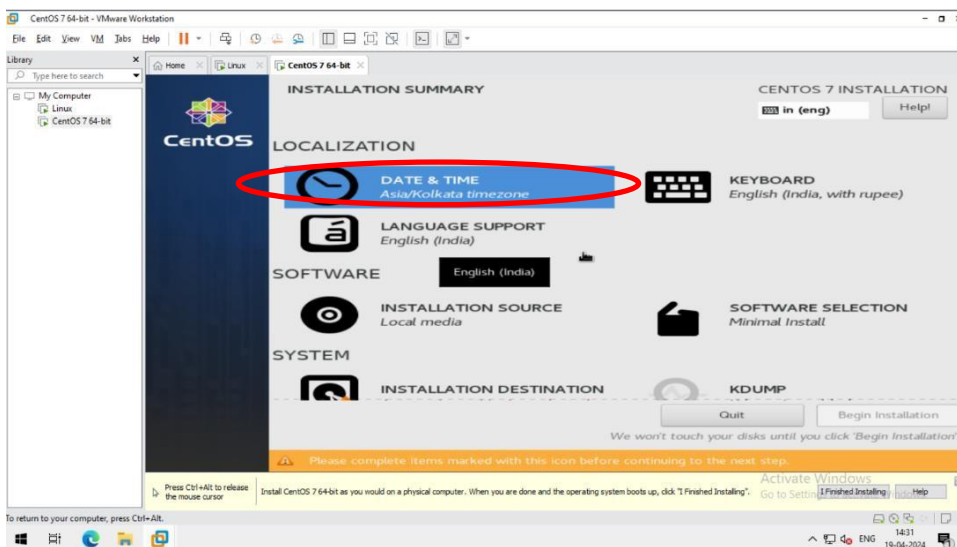 CentOS 7 64-bit - VMware Workstation
File Edit View VM Tabs Help
Library
Type here to search
My Computer
Linux
CentOS 7 64-bit
Home Linux CentOS 7 64-bit
CentOS
INSTALLATION SUMMARY
CENTOS 7 INSTALLATION
in (eng) Help!
LOCALIZATION
DATE & TIME
Asia/Kolkata timezone
KEYBOARD
English (India, with rupee)
LANGUAGE SUPPORT
English (India)
English (India)
SOFTWARE
INSTALLATION SOURCE
Local media
SOFTWARE SELECTION
Minimal Install
SYSTEM
INSTALLATION DESTINATION
KDUMP
Quit Begin Installation
We won't touch your disks until you click 'Begin Installation'
Please complete items marked with this icon before continuing to the next step.
Press Ctrl+Alt to release
the mouse cursor
Install CentOS 7 64-bit as you would on a physical computer. When you are done and the operating system boots up, click "I Finished Installing".
Activate Windows
Go to Settin
I Finished Installing Help
To return to your computer, press Ctrl+Alt.
ENG
14:31
19-04-2024